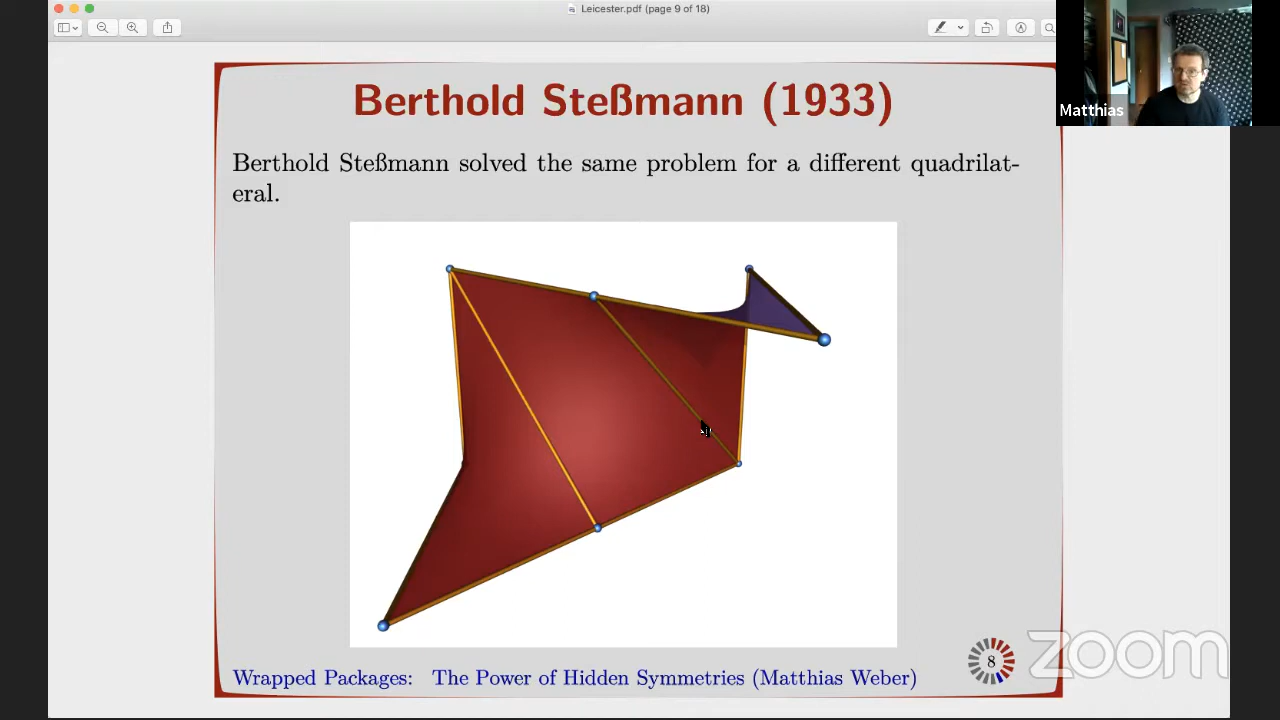 Leicester.pdf (page 9 of 18)
Matthias
Berthold Steßmann (1933)
Berthold Steßmann solved the same problem for a different quadrilat-
eral.
Wrapped Packages: The Power of Hidden Symmetries (Matthias Weber)
8
zoom